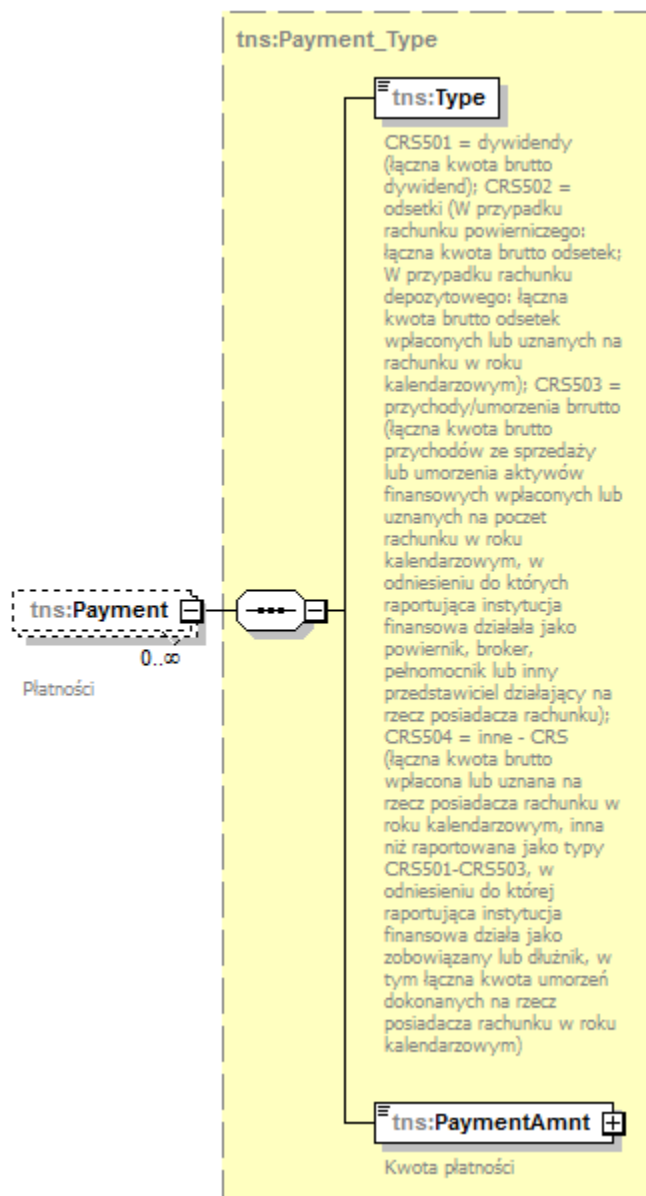 tns:Payment_Type
tns:Type
CRS501 = dywidendy
(łączna kwota brutto
dywidend); CRS502 =
odsetki (W przypadku
rachunku powierniczego:
łączna kwota brutto odsetek;
W przypadku rachunku
depozytowego: łączna
kwota brutto odsetek
wpłaconych lub uznanych na
rachunku w roku
kalendarzowym); CRS503 =
przychody/umorzenia brrutto
(łączna kwota brutto
przychodów ze sprzedaży
lub umorzenia aktywów
finansowych wpłaconych lub
uznanych na poczet
rachunku w roku
kalendarzowym, w
odniesieniu do których
raportująca instytucja
finansowa działała jako
powiernik, broker,
pełnomocnik lub inny
przedstawiciel działający na
rzecz posiadacza rachunku);
CRS504 = inne - CRS
(łączna kwota brutto
wpłacona lub uznana na
rzecz posiadacza rachunku w
roku kalendarzowym, inna
niż raportowana jako typy
CRS501-CRS503, w
odniesieniu do której
raportująca instytucja
finansowa działa jako
zobowiązany lub dłużnik, w
tym łączna kwota umorzeń
dokonanych na rzecz
posiadacza rachunku w roku
kalendarzowym)
tns:Payment
0..∞
Płatności
tns:PaymentAmnt
Kwota płatności